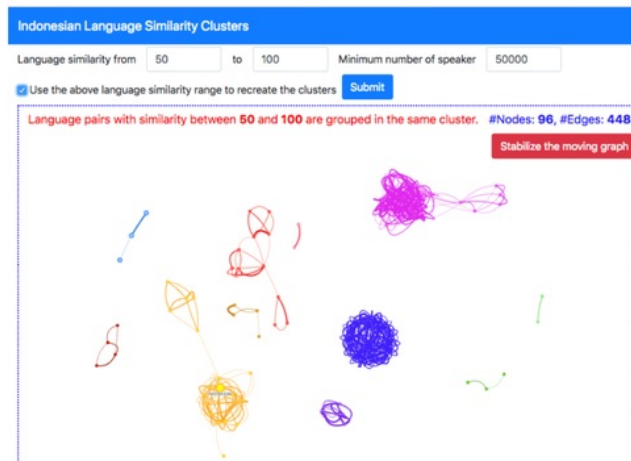 Indonesian Language Similarity Clusters
Language similarity from 50 to 100 Minimum number of speaker 50000
Use the above language similarity range to recreate the clusters Submit
Language pairs with similarity between 50 and 100 are grouped in the same cluster. #Nodes: 96, #Edges: 448
Stabilize the moving graph